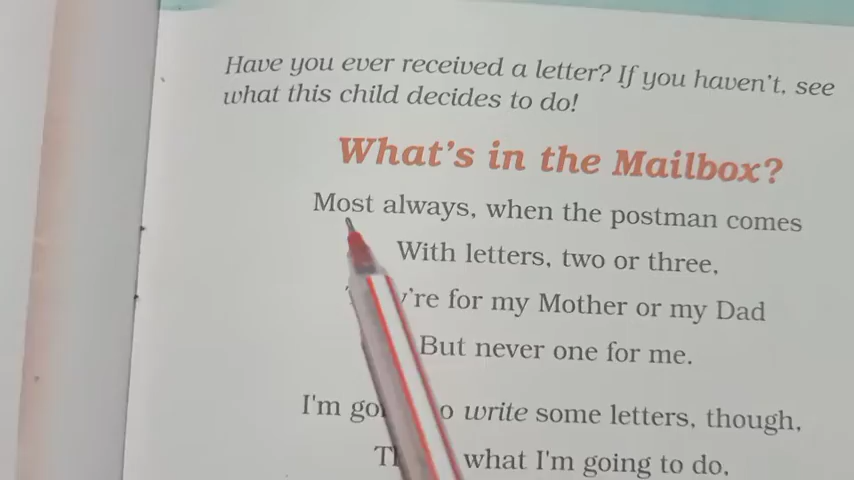 Have you ever received a letter? If you haven't, see
what this child decides to do!
What's in the Mailbox?
Most always, when the postman comes
With letters, two or three,
for my Mother or my Dad
But never one for me.
I'm write some letters, though,
what I'm going to do.